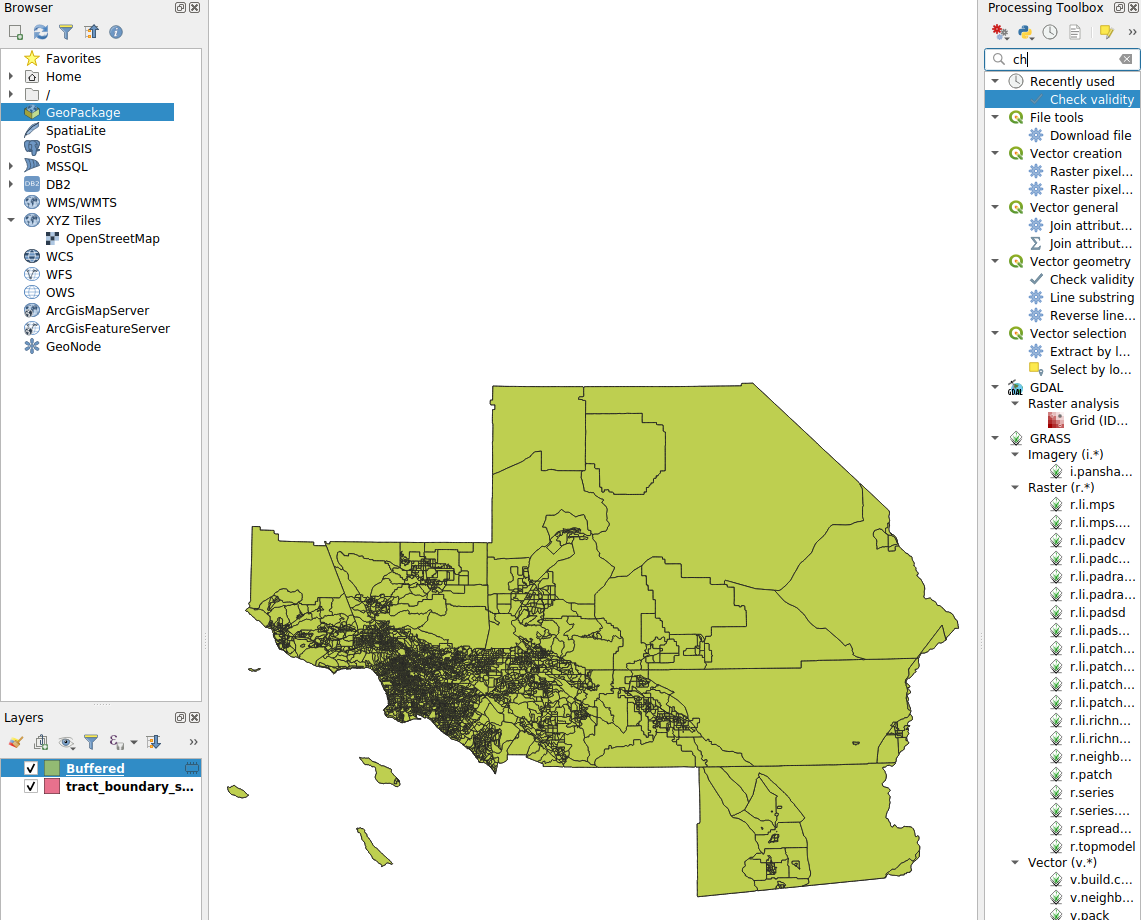 Browser
Favorites
Home
/
GeoPackage
SpatiaLite
PostGIS
MSSQL
DB2
DB2
WMS/WMTS
XYZ Tiles
OpenStreetMap
WCS
WFS
OWS
ArcGisMapServer
ArcGisFeatureServer
GeoNode
Layers
Buffered
tract_boundary_s...
Processing Toolbox
»
ch
Recently used
Check validity
File tools
Download file
Vector creation
Raster pixel...
Raster pixel...
Vector general
Join attribut...
Join attribut...
Vector geometry
Check validity
Line substring
Reverse line...
Vector selection
Extract by l...
Select by lo...
GDAL
Raster analysis
Grid (ID...
GRASS
Imagery (i.*)
i.pansha...
Raster (r.*)
r.li.mps
r.li.mps....
r.li.padcv
r.li.padc...
r.li.padra...
r.li.padra...
r.li.padsd
r.li.pads...
r.li.patch...
r.li.patch...
r.li.patch...
r.li.patch...
r.li.richn...
r.li.richn...
r.neighb...
r.patch
r.series
r.series....
r.spread...
r.topmodel
Vector (v.*)
v.build.c...
v.neighb...
v.pack